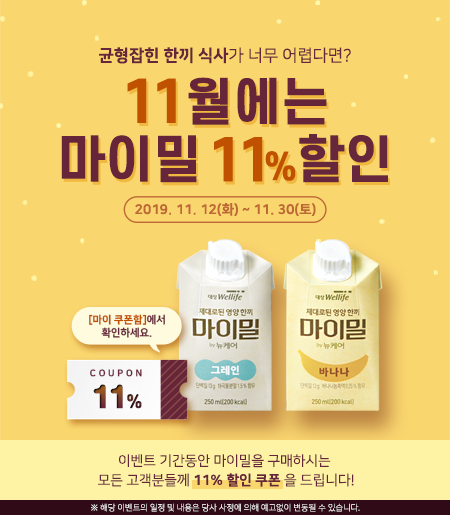 균형잡힌 한끼 식사가 너무 어렵다면?
11월에는
마이밀 11% 할인
2019. 11. 12(화) ~ 11. 30(토)
대상 Wellife
제대로된 영양 한끼
마이밀
by 뉴케어
그레인
250 ml(200 kcal)
대상 Wellife
제대로된 영양 한끼
마이밀
by 뉴케어
바나나
250 ml(200 kcal)
[마이 쿠폰함]에서
확인하세요.
COUPON
11%
이벤트 기간동안 마이밀을 구매하시는
모든 고객분들께 11% 할인 쿠폰 을 드립니다!
※ 해당 이벤트의 일정 및 내용은 당사 사정에 의해 예고없이 변동될 수 있습니다.